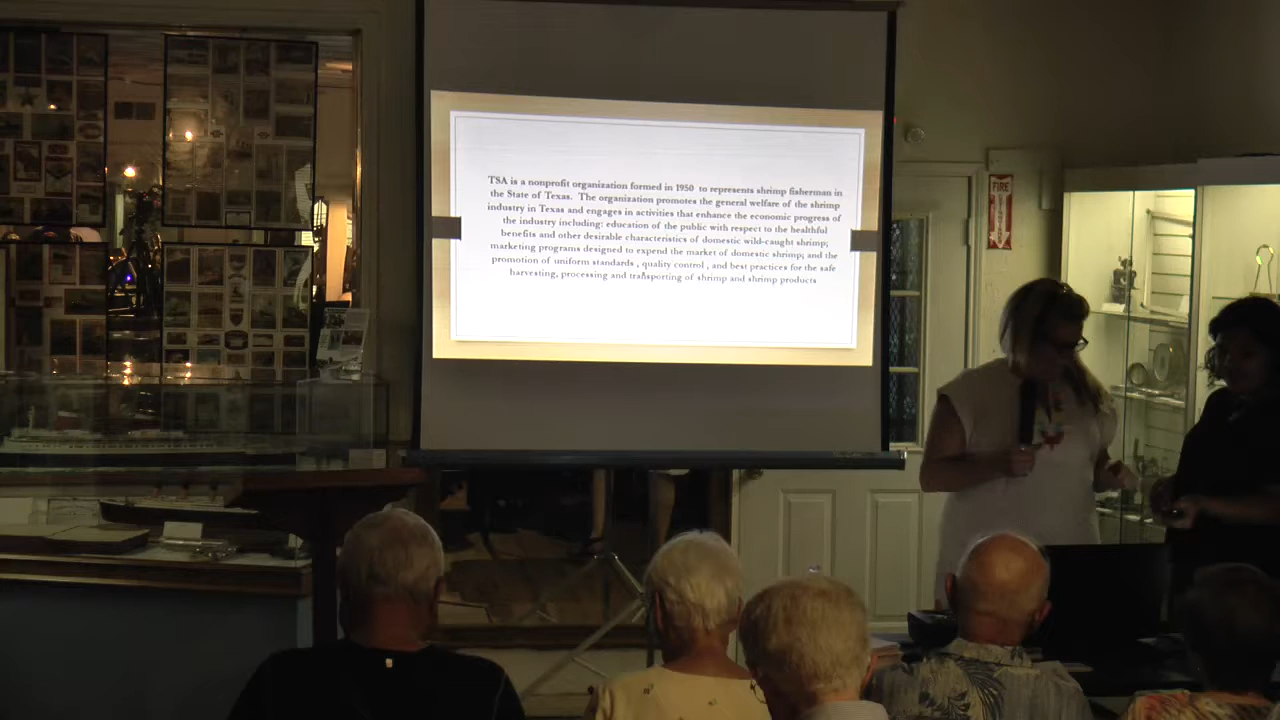 TSA is a nonprofit organization formed in 1950 to represents shrimp fisherman in
the State of Texas. The organization promotes the general welfare of the shrimp
industry in Texas and engages in activities that enhance the economic progress of
the industry including: education of the public with respect to the healthful
benefits and other desirable characteristics of domestic wild-caught shrimp;
marketing programs designed to expend the market of domestic shrimp; and the
promotion of uniform standards , quality control , and best practices for the safe
harvesting, processing and transporting of shrimp and shrimp products
FIRE